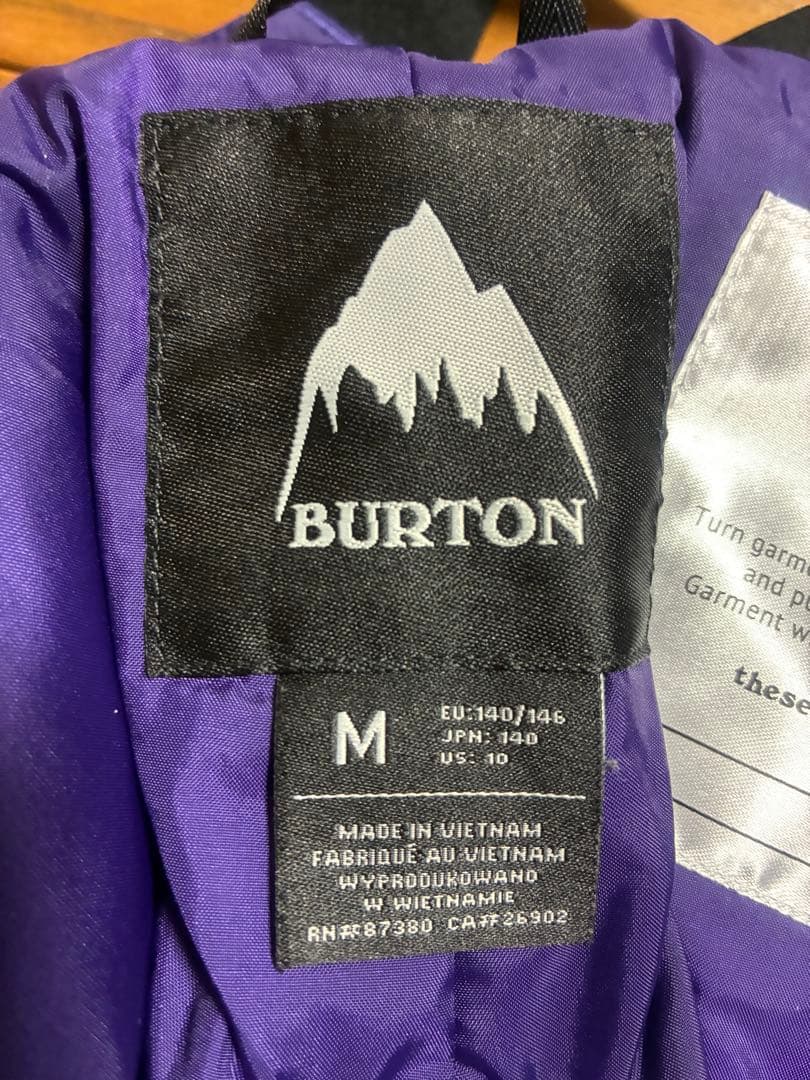 BURTON
M
EU:140/146
JPN: 140
US: 10
MADE IN VIETNAM
FABRIQUÉ AU VIETNAM
WYPRODUKOWANO
W WIETNAMIE
RN#87380 CA#26902
Turn
and
Garment
these